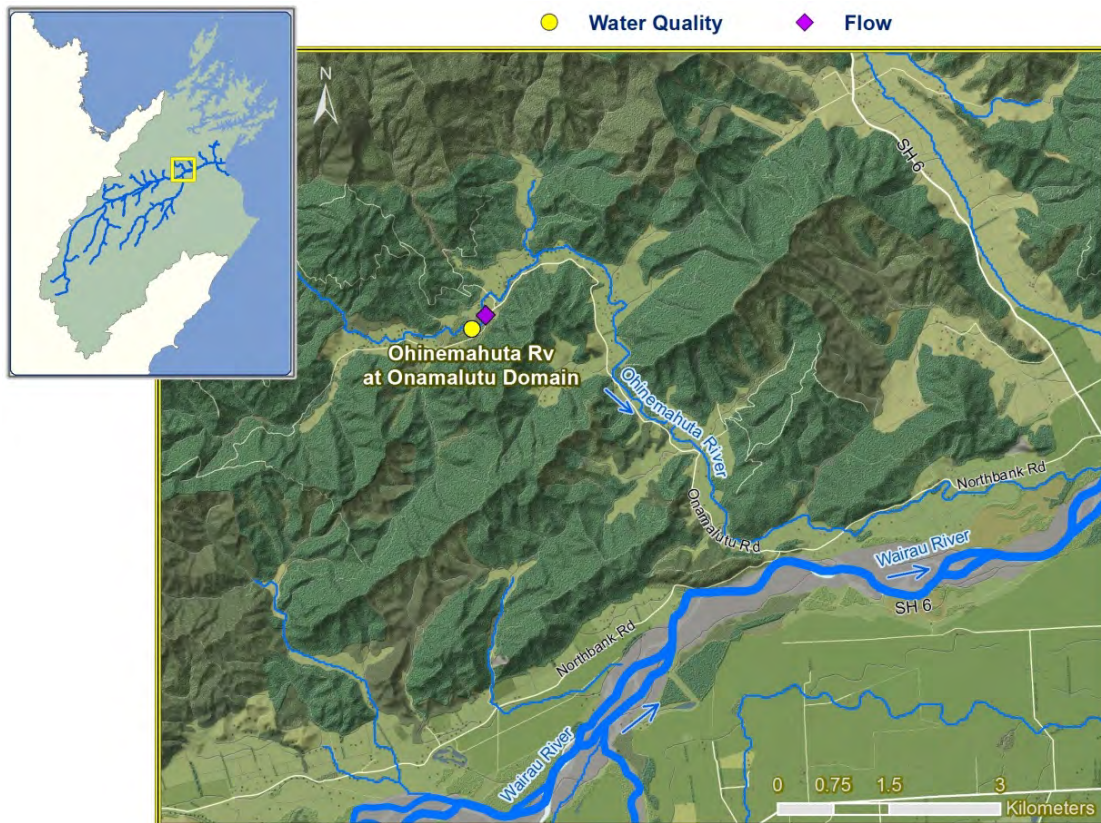 Water Quality
Flow
N
SH 6
Ohinemahuta Rv
at Onamalutu Domain
Ohinemahuta River
Northbank Rd
Onamalutu Rd
Wairau River
SH 6
Northbank Rd
Wairau River
0 0.75 1.5 3
Kilometers